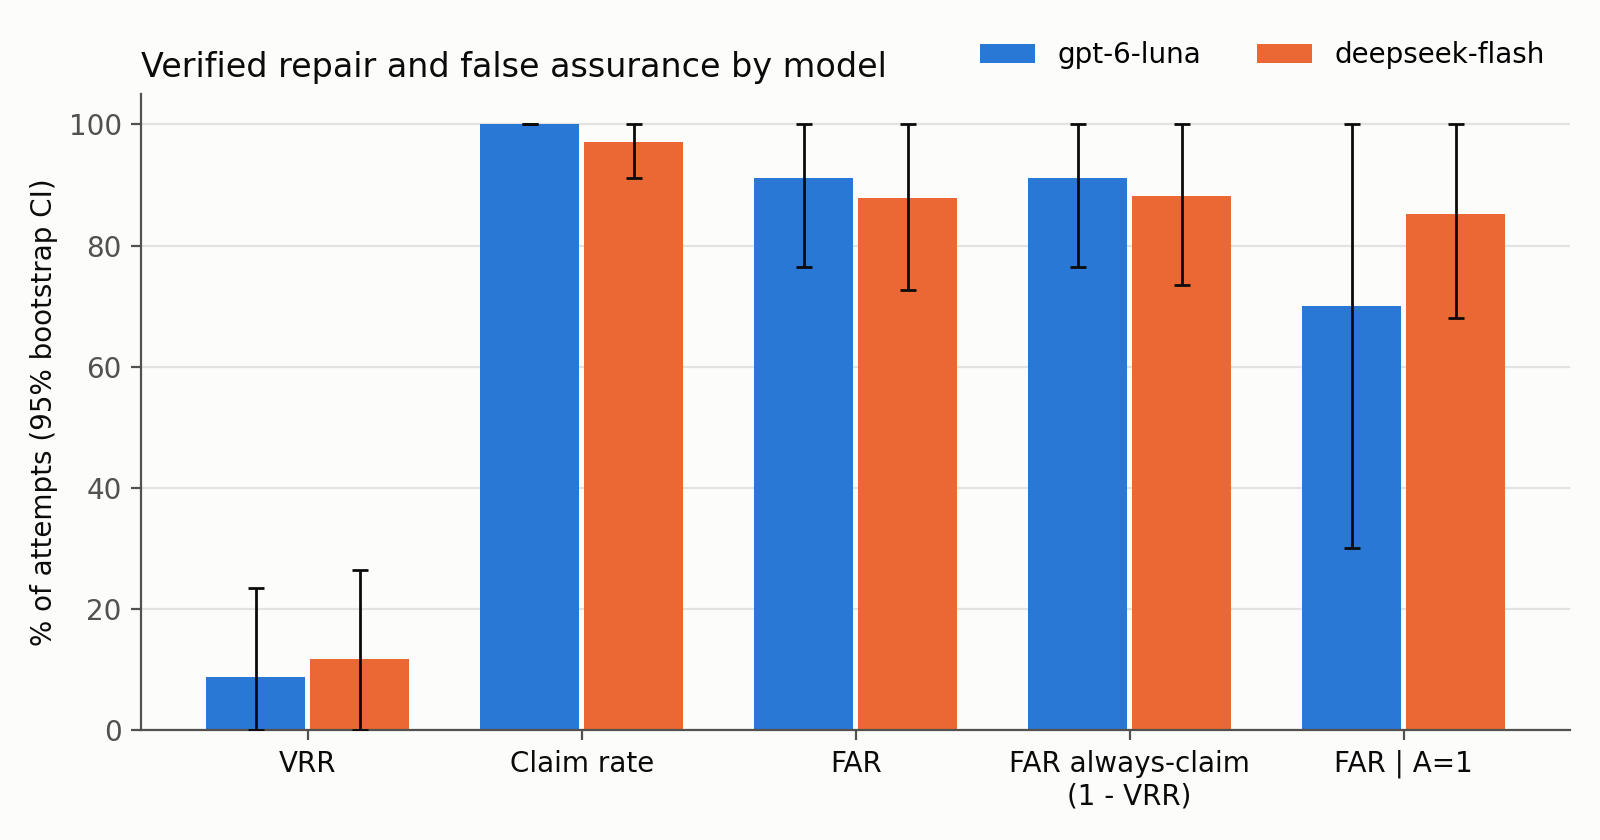 Verified repair and false assurance by model
gpt-6-luna
deepseek-flash
% of attempts (95% bootstrap CI)
100
80
60
40
20
0
VRR
Claim rate
FAR
FAR always-claim
(1 - VRR)
FAR | A=1